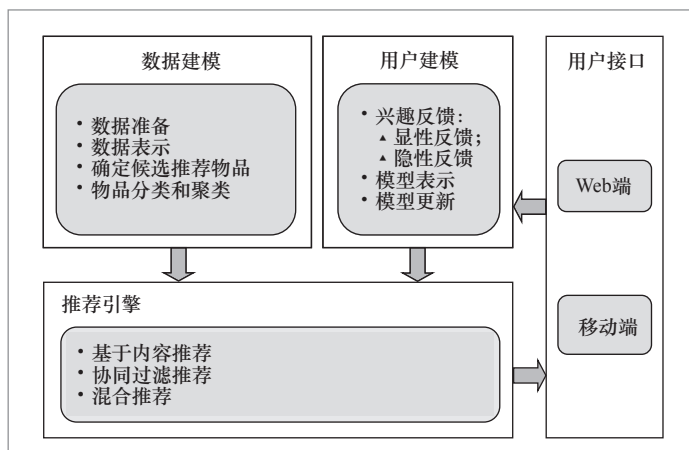 数据建模
• 数据准备
• 数据表示
• 确定候选推荐物品
• 物品分类和聚类
用户建模
• 兴趣反馈:
▲ 显性反馈；
▲ 隐性反馈
• 模型表示
• 模型更新
用户接口
Web端
移动端
推荐引擎
• 基于内容推荐
• 协同过滤推荐
• 混合推荐